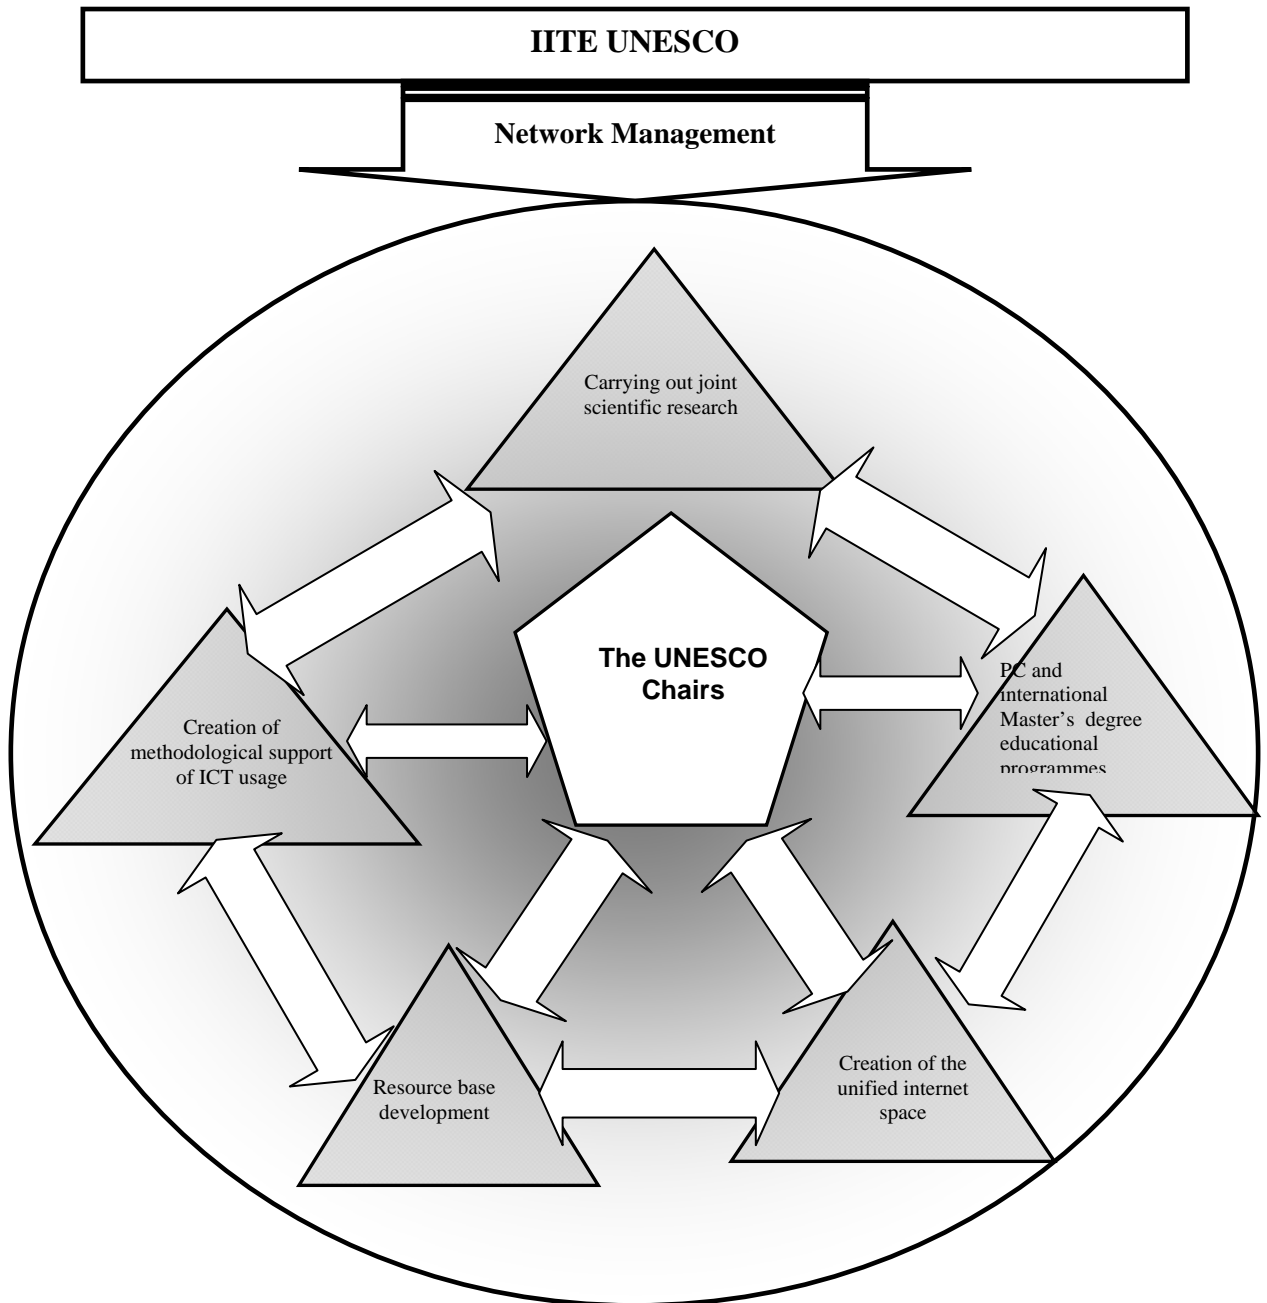 IITE UNESCO
Network Management
Carrying out joint
scientific research
The UNESCO
Chairs
PC and
international
Master’s degree
educational
programmes
Creation of
methodological support
of ICT usage
Resource base
development
Creation of the
unified internet
space